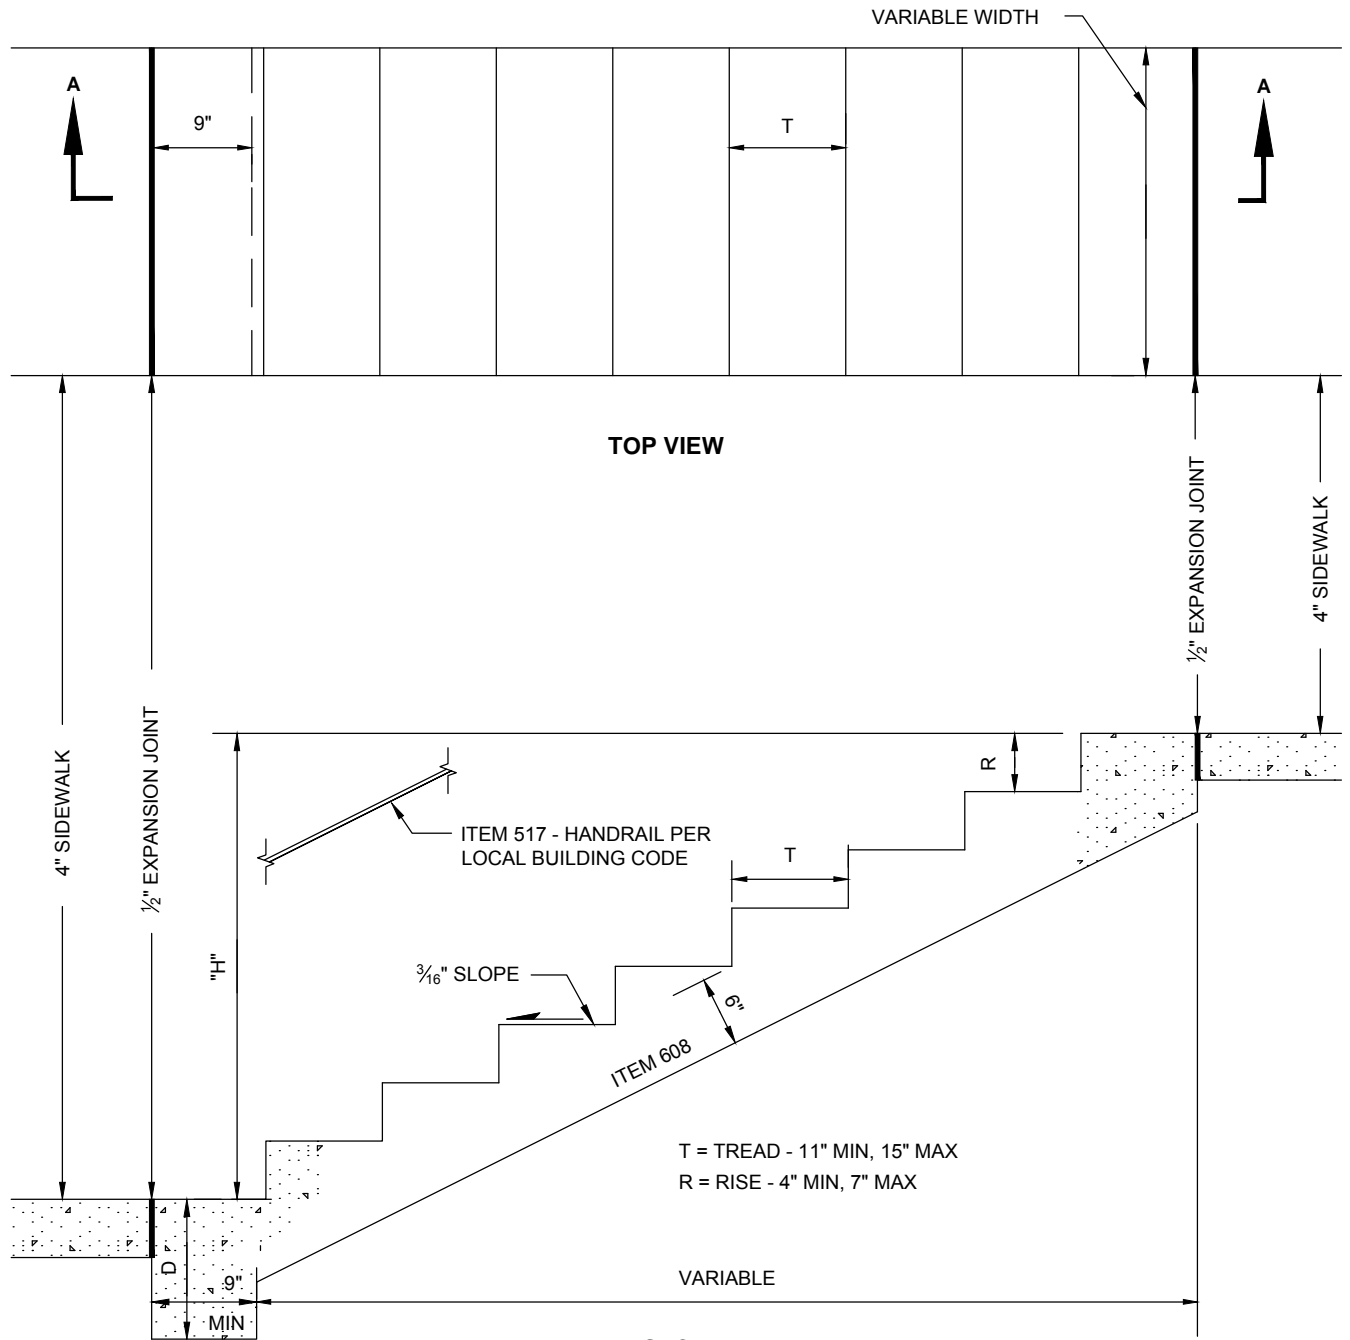 VARIABLE WIDTH
A
A
9"
T
TOP VIEW
4" SIDEWALK
½" EXPANSION JOINT
½" EXPANSION JOINT
4" SIDEWALK
"H"
R
ITEM 517 - HANDRAIL PER
LOCAL BUILDING CODE
T
3⁄16" SLOPE
6"
ITEM 608
T = TREAD - 11" MIN, 15" MAX
R = RISE - 4" MIN, 7" MAX
D
9"
MIN
VARIABLE